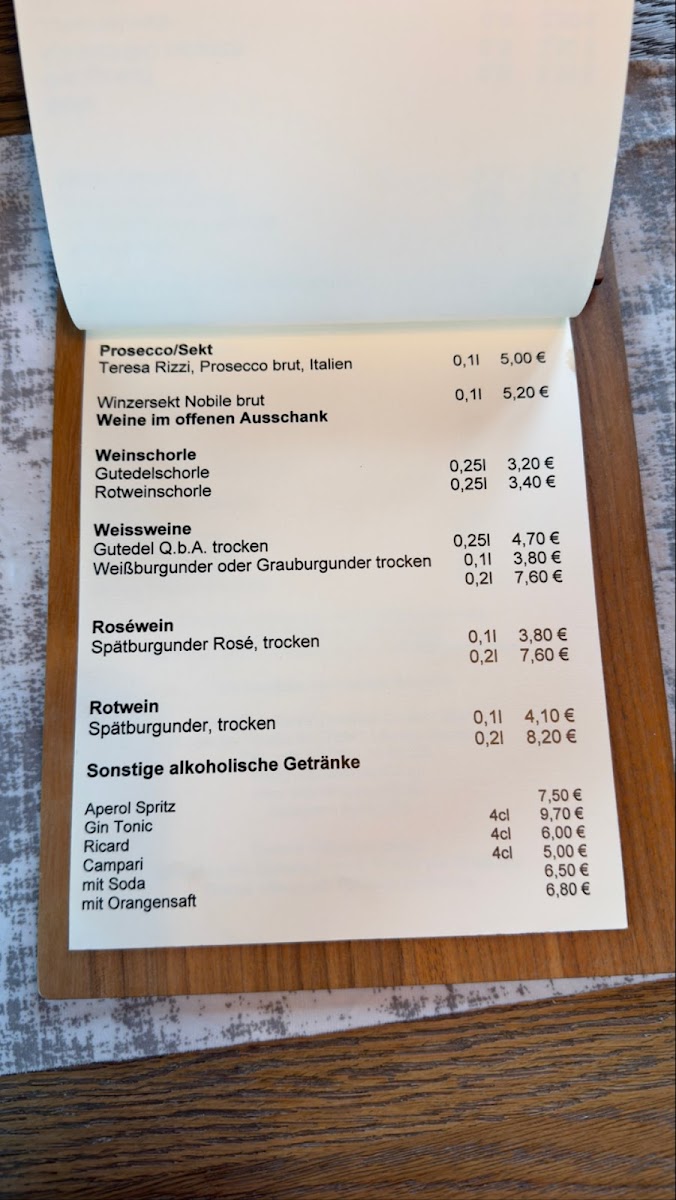 Prosecco/Sekt
Teresa Rizzi, Prosecco brut, Italien 0,1l 5,00 €
Winzersekt Nobile brut 0,1l 5,20 €
Weine im offenen Ausschank
Weinschorle
Gutedelschorle 0,25l 3,20 €
Rotweinschorle 0,25l 3,40 €
Weissweine
Gutedel Q.b.A. trocken 0,25l 4,70 €
Weißburgunder oder Grauburgunder trocken 0,1l 3,80 €
0,2l 7,60 €
Roséwein
Spätburgunder Rosé, trocken 0,1l 3,80 €
0,2l 7,60 €
Rotwein
Spätburgunder, trocken 0,1l 4,10 €
0,2l 8,20 €
Sonstige alkoholische Getränke
Aperol Spritz 7,50 €
Gin Tonic 4cl 9,70 €
Ricard 4cl 6,00 €
Campari 4cl 5,00 €
mit Soda 6,50 €
mit Orangensaft 6,80 €